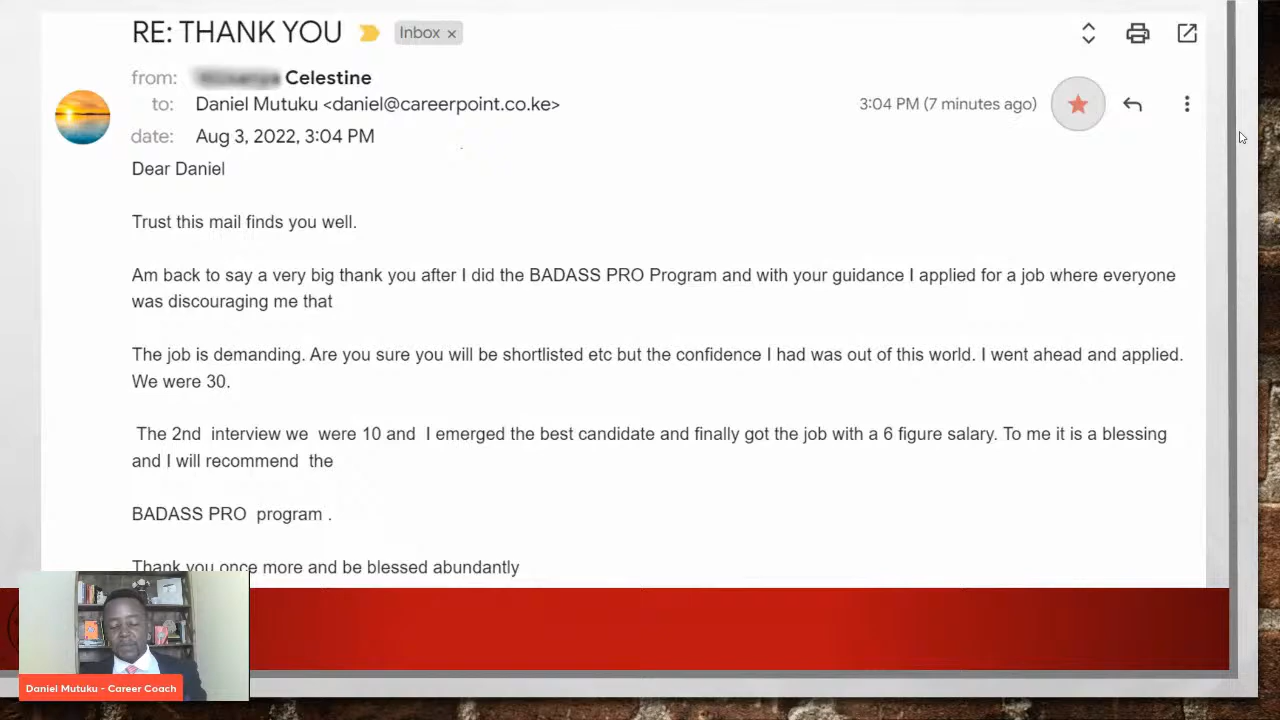 RE: THANK YOU Inbox ×
from: Celestine
to: Daniel Mutuku <daniel@careerpoint.co.ke>
3:04 PM (7 minutes ago)
date: Aug 3, 2022, 3:04 PM
Dear Daniel
Trust this mail finds you well.
Am back to say a very big thank you after I did the BADASS PRO Program and with your guidance I applied for a job where everyone
was discouraging me that
The job is demanding. Are you sure you will be shortlisted etc but the confidence I had was out of this world. I went ahead and applied.
We were 30.
The 2nd interview we were 10 and I emerged the best candidate and finally got the job with a 6 figure salary. To me it is a blessing
and I will recommend the
BADASS PRO program .
Thank you once more and be blessed abundantly
Daniel Mutuku - Career Coach